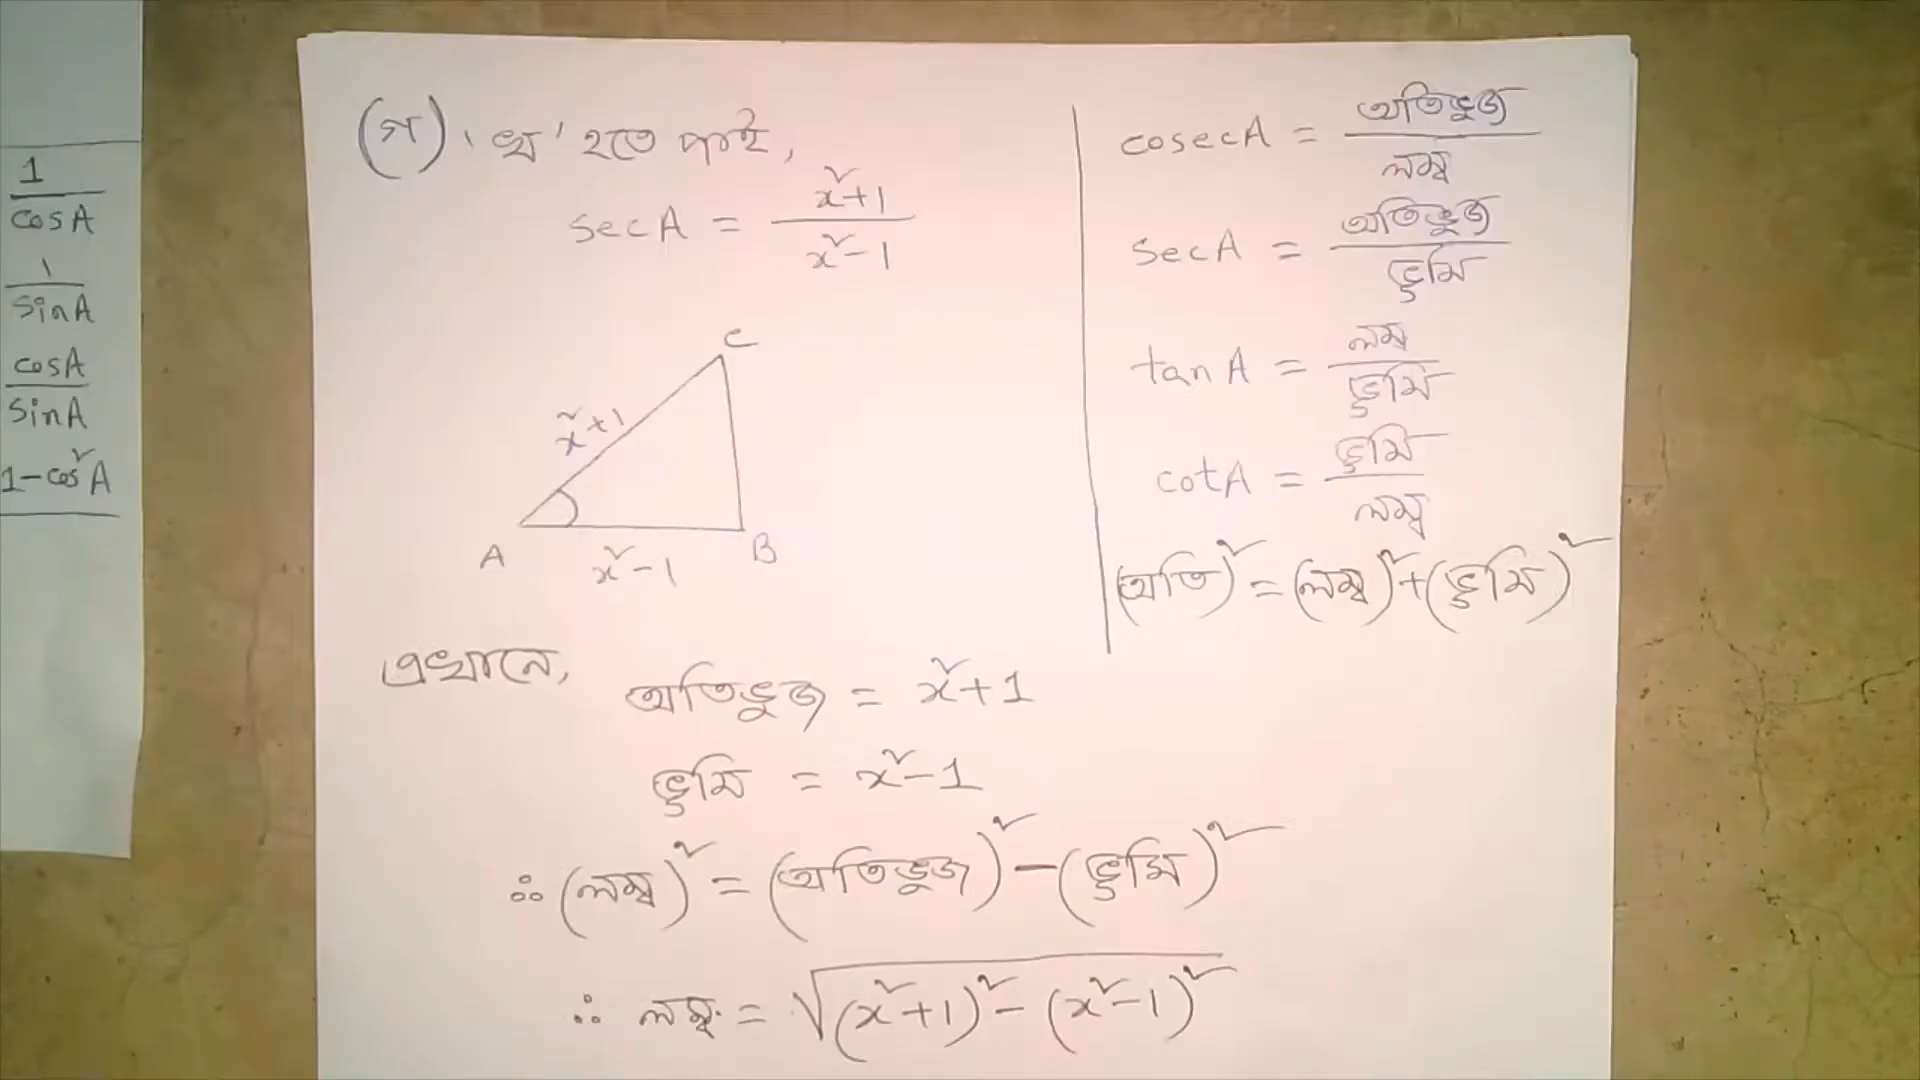 1/cosA
1/sinA
cosA/sinA
1-cos²A
(গ). 'খ' হতে পাই,
secA = (x²+1)/(x²-1)
C
x²+1
A
B
x²-1
এখানে,
অতিভুজ = x²+1
ভূমি = x²-1
∴ (লম্ব)² = (অতিভুজ)² - (ভূমি)²
∴ লম্ব = √((x²+1)² - (x²-1)²)
cosecA = অতিভুজ/লম্ব
secA = অতিভুজ/ভূমি
tanA = লম্ব/ভূমি
cotA = ভূমি/লম্ব
(অতি)² = (লম্ব)² + (ভূমি)²